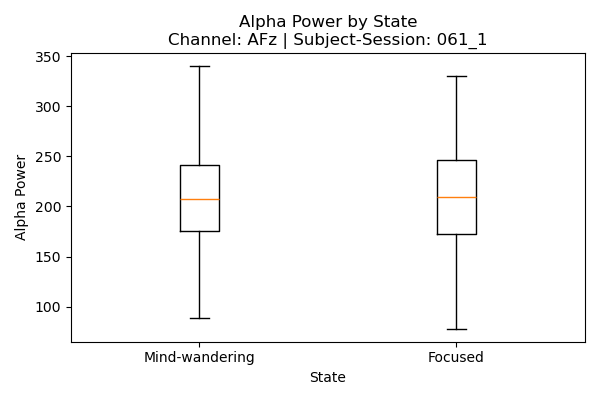 Alpha Power by State
Channel: AFz | Subject-Session: 061_1
Alpha Power
350
300
250
200
150
100
Mind-wandering
Focused
State